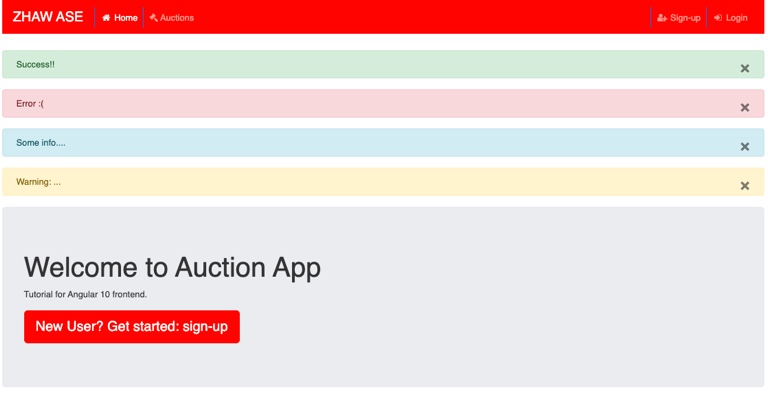 ZHAW ASE Home Auctions Sign-up Login
Success!!
Error :(
Some info....
Warning: ...
Welcome to Auction App
Tutorial for Angular 10 frontend.
New User? Get started: sign-up